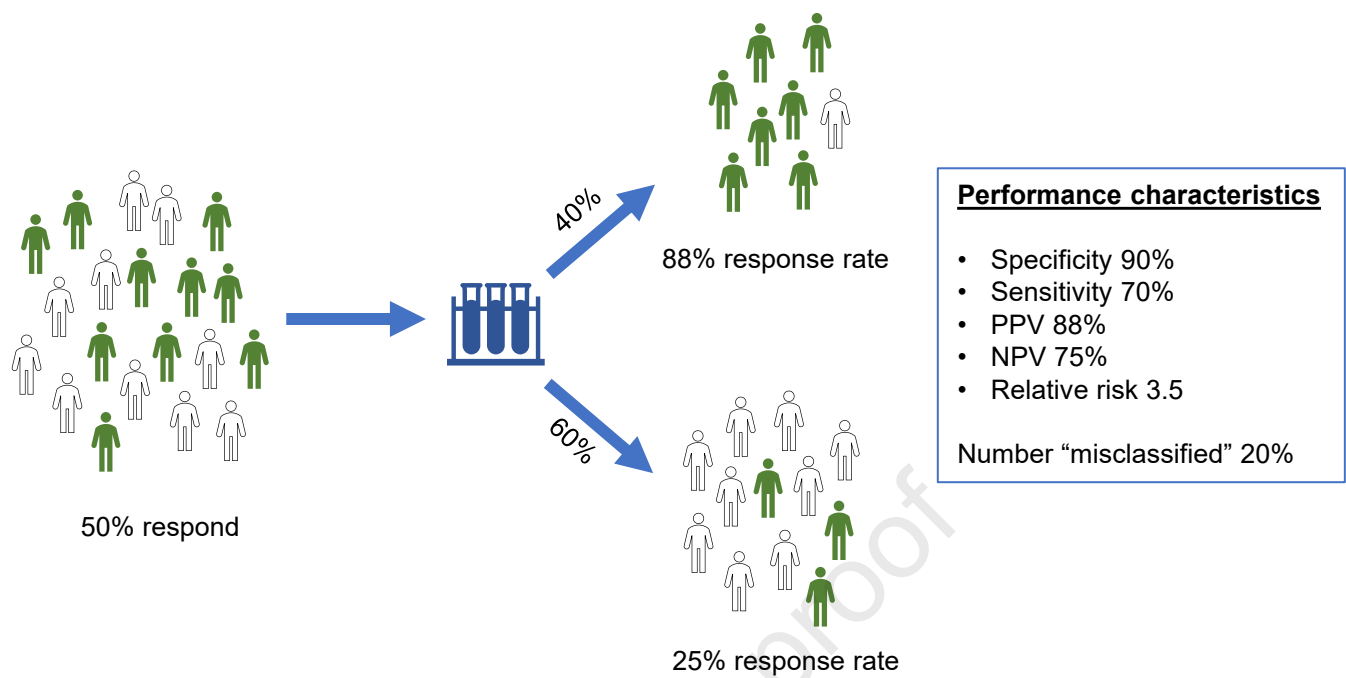 50% respond
40%
60%
88% response rate
25% response rate
Performance characteristics
• Specificity 90%
• Sensitivity 70%
• PPV 88%
• NPV 75%
• Relative risk 3.5
Number “misclassified” 20%
proof